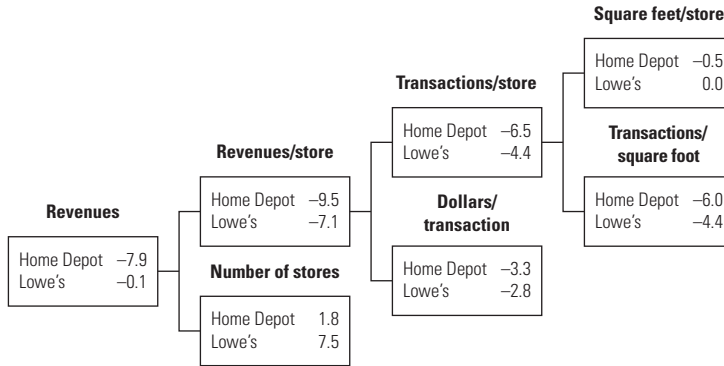 Square feet/store
Home Depot –0.5
Lowe's 0.0
Transactions/store
Home Depot –6.5
Lowe's –4.4
Transactions/
square foot
Home Depot –6.0
Lowe's –4.4
Revenues/store
Home Depot –9.5
Lowe's –7.1
Dollars/
transaction
Home Depot –3.3
Lowe's –2.8
Revenues
Home Depot –7.9
Lowe's –0.1
Number of stores
Home Depot 1.8
Lowe's 7.5